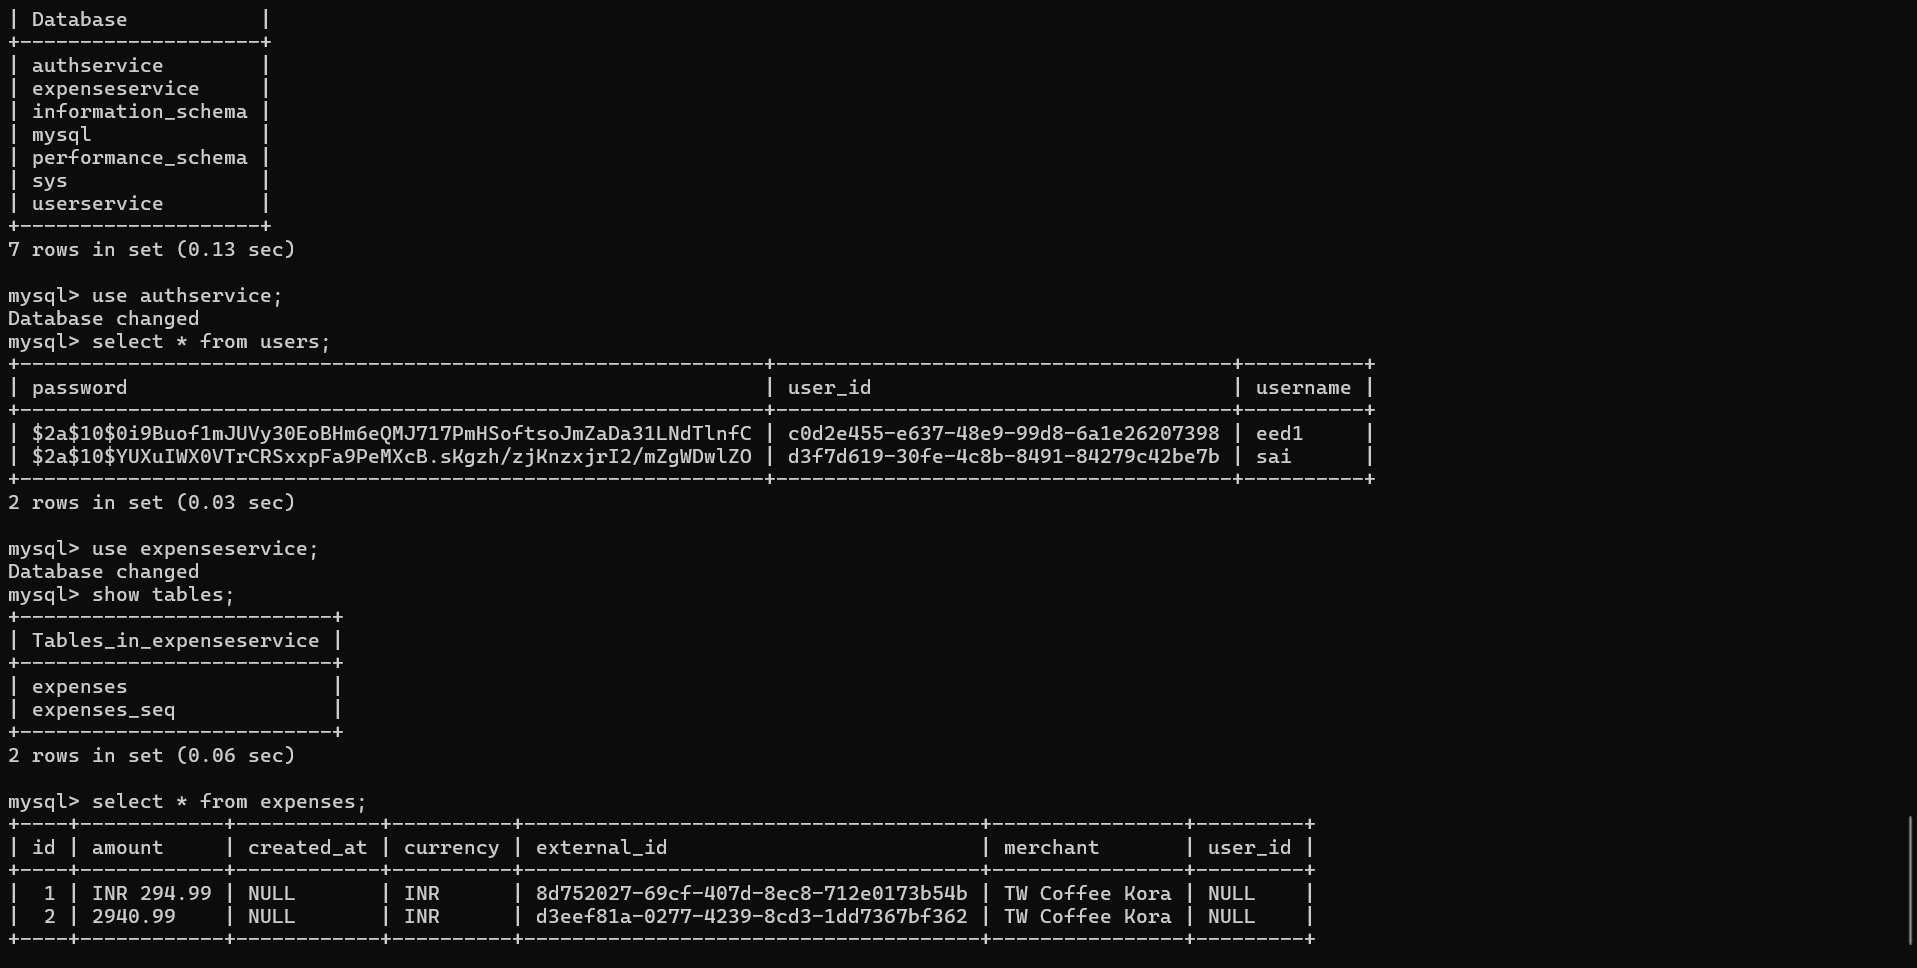 | Database           |
+--------------------+
| authservice        |
| expenseservice     |
| information_schema |
| mysql              |
| performance_schema |
| sys                |
| userservice        |
+--------------------+
7 rows in set (0.13 sec)

mysql> use authservice;
Database changed
mysql> select * from users;
+--------------------------------------------------------------+--------------------------------------+----------+
| password                                                     | user_id                              | username |
+--------------------------------------------------------------+--------------------------------------+----------+
| $2a$10$0i9Buof1mJUVy30EoBHm6eQMJ717PmHSoftsoJmZaDa31LNdTlnfC | c0d2e455-e637-48e9-99d8-6a1e26207398 | eed1     |
| $2a$10$YUXuIWX0VTrCRSxxpFa9PeMXcB.sKgzh/zjKnzxjrI2/mZgWDwlZO | d3f7d619-30fe-4c8b-8491-84279c42be7b | sai      |
+--------------------------------------------------------------+--------------------------------------+----------+
2 rows in set (0.03 sec)

mysql> use expenseservice;
Database changed
mysql> show tables;
+--------------------------+
| Tables_in_expenseservice |
+--------------------------+
| expenses                 |
| expenses_seq             |
+--------------------------+
2 rows in set (0.06 sec)

mysql> select * from expenses;
+----+------------+------------+----------+--------------------------------------+----------------+---------+
| id | amount     | created_at | currency | external_id                          | merchant       | user_id |
+----+------------+------------+----------+--------------------------------------+----------------+---------+
|  1 | INR 294.99 | NULL       | INR      | 8d752027-69cf-407d-8ec8-712e0173b54b | TW Coffee Kora | NULL    |
|  2 | 2940.99    | NULL       | INR      | d3eef81a-0277-4239-8cd3-1dd7367bf362 | TW Coffee Kora | NULL    |
+----+------------+------------+----------+--------------------------------------+----------------+---------+